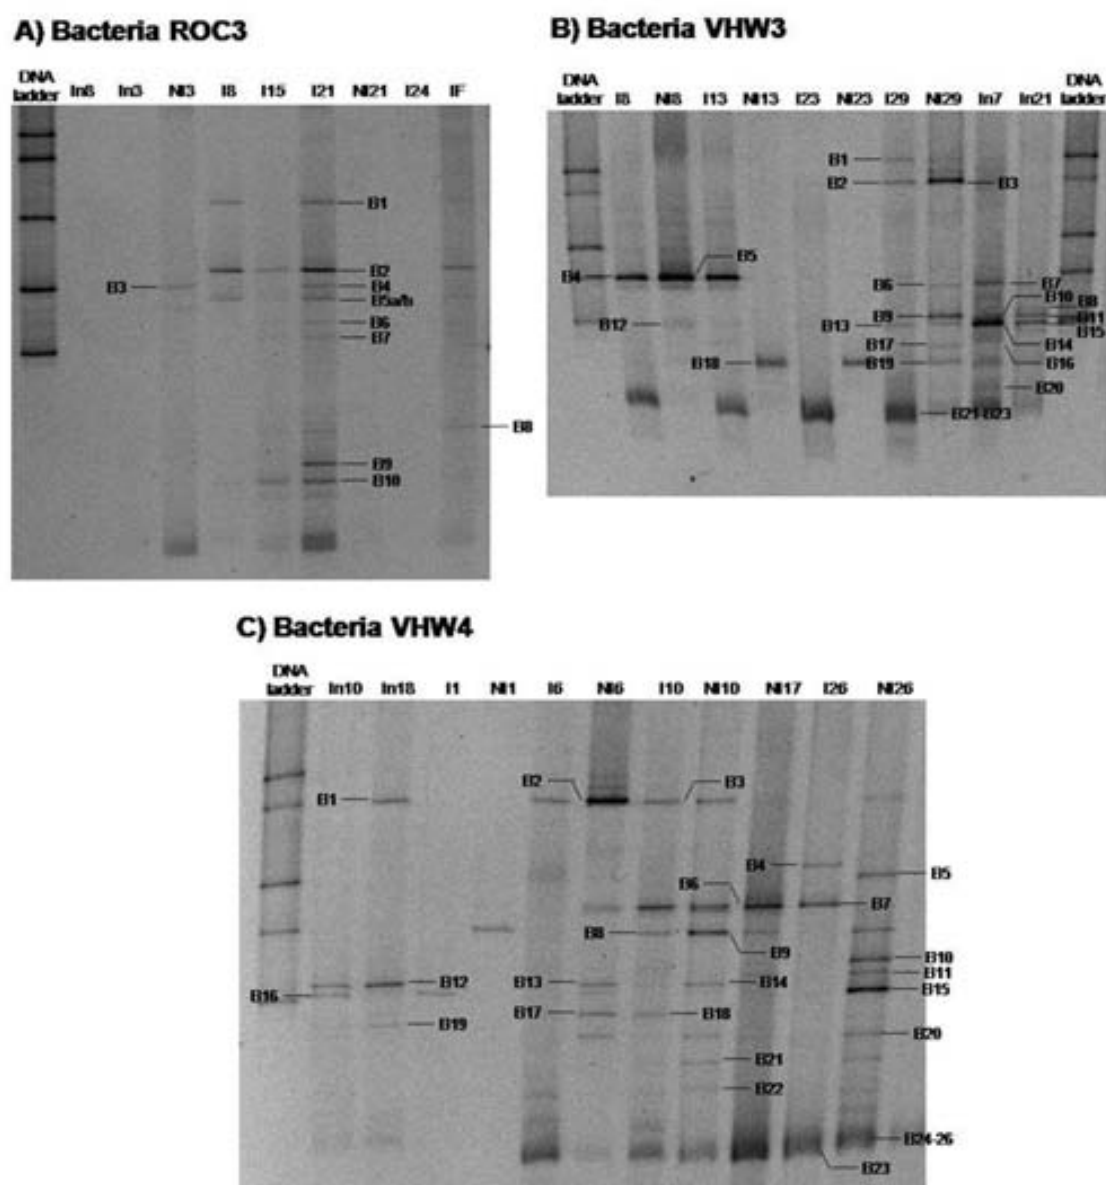 A) Bacteria ROC3
DNA ladder In8 In3 NI3 I8 I15 I21 NI21 I24 IF
B1
B2
B3 B4
B5a/b
B6
B7
B8
B9
B10
B) Bacteria VHW3
DNA ladder I8 NI8 I13 NI13 I23 NI23 I29 NI29 In7 In21 DNA ladder
B1
B2 B3
B5
B4
B6 B7
B10 B8
B9 B11
B12 B13 B15
B17 B14
B18 B19 B16
B20
B21-B23
C) Bacteria VHW4
DNA ladder In10 In18 I1 NI1 I6 NI6 I10 NI10 NI17 I26 NI26
B2 B3
B1
B4
B5
B6
B7
B8
B9
B10
B11
B12 B13 B14
B15
B16
B17 B18
B19
B20
B21
B22
B24-26
B23